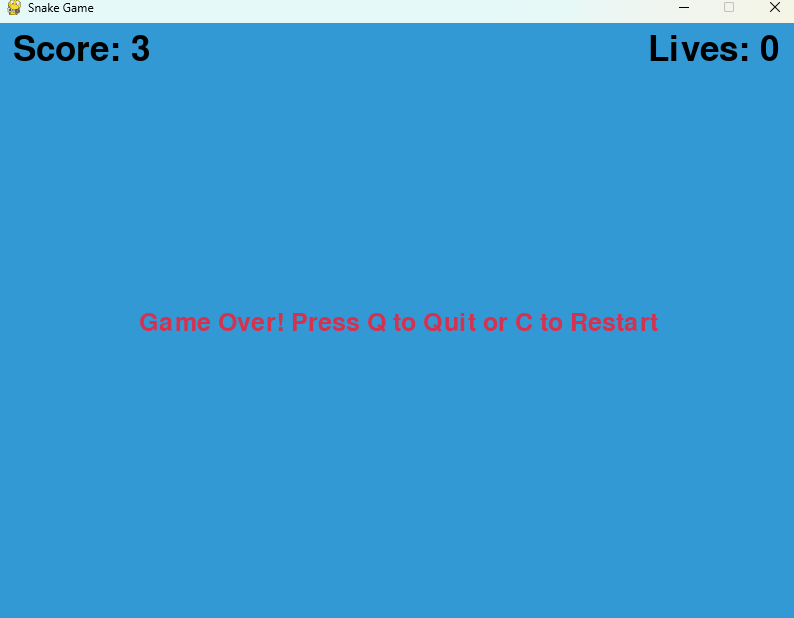 Snake Game
Score: 3
Lives: 0
Game Over! Press Q to Quit or C to Restart